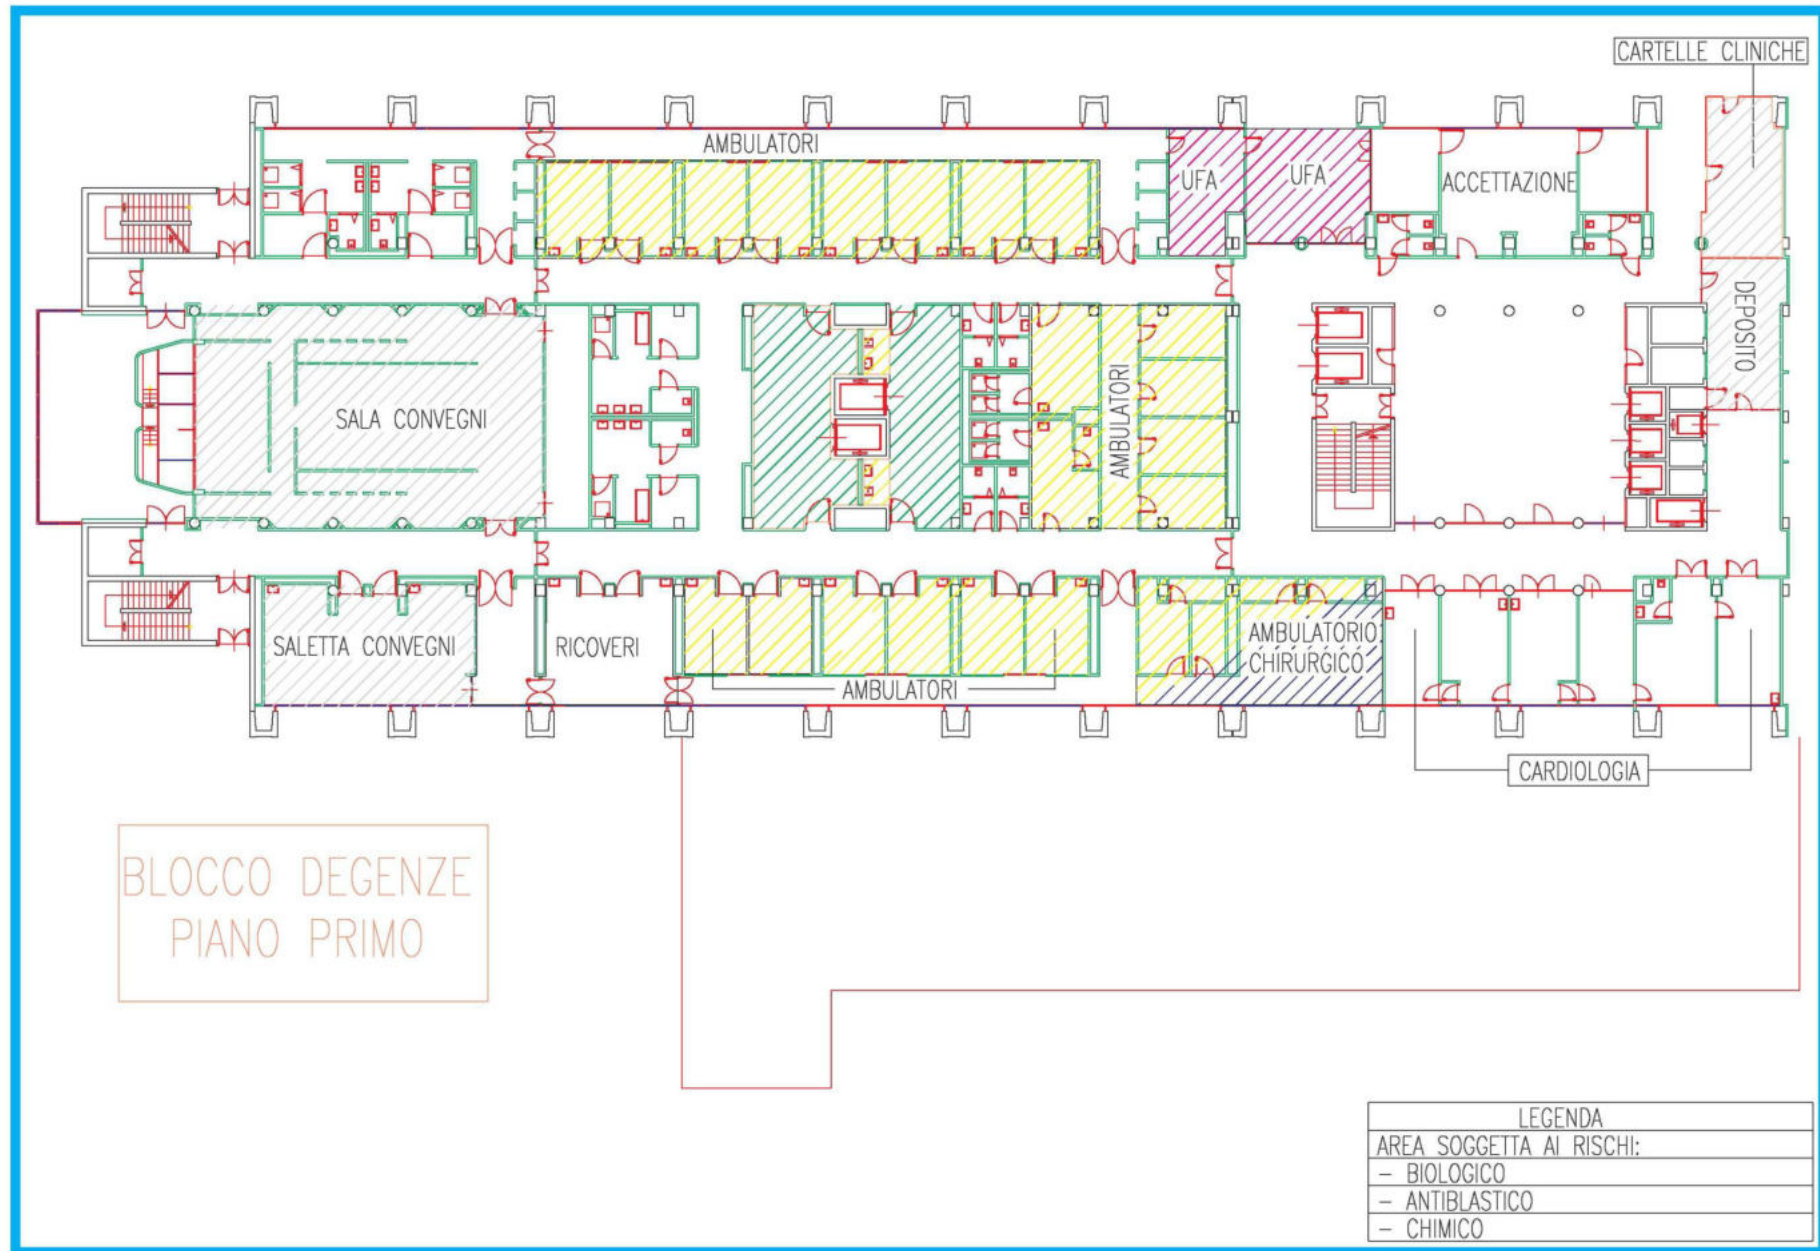 CARTELLE CLINICHE
AMBULATORI
UFA
UFA
ACCETTAZIONE
DEPOSITO
SALA CONVEGNI
AMBULATORI
SALETTA CONVEGNI
RICOVERI
AMBULATORIO
CHIRURGICO
AMBULATORI
CARDIOLOGIA
BLOCCO DEGENZE
PIANO PRIMO
LEGENDA
AREA SOGGETTA AI RISCHI:
– BIOLOGICO
– ANTIBLASTICO
– CHIMICO